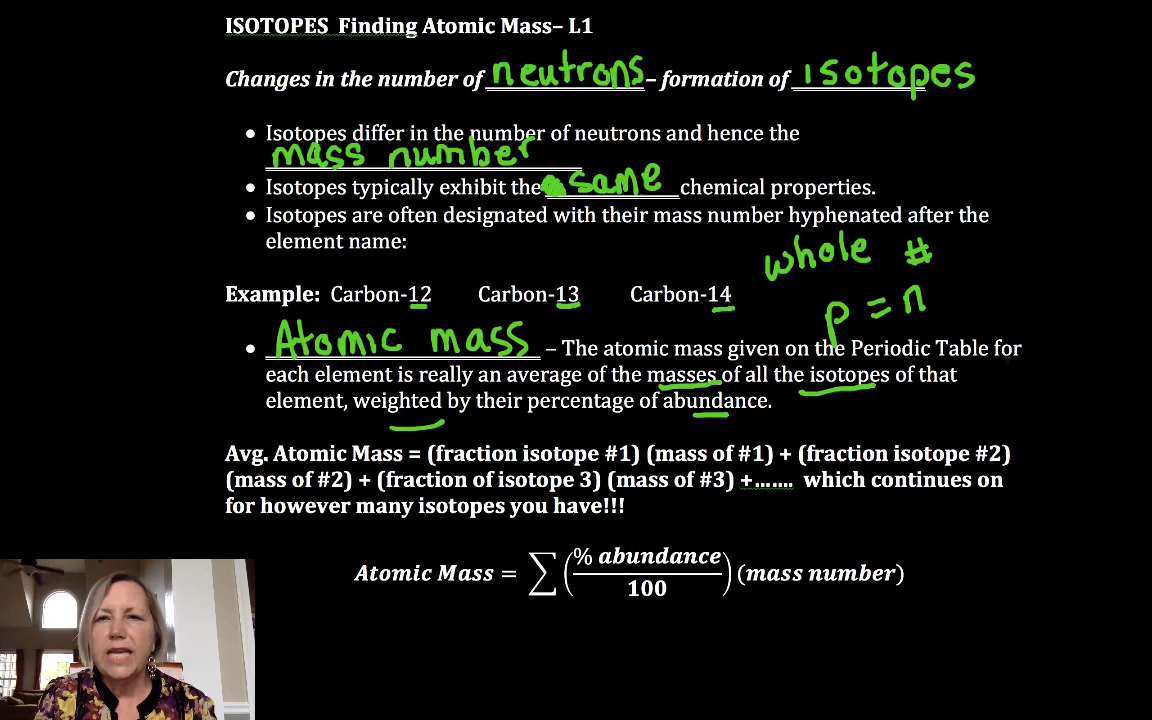 ISOTOPES Finding Atomic Mass– L1
Changes in the number of neutrons – formation of isotopes
• Isotopes differ in the number of neutrons and hence the
mass number
• Isotopes typically exhibit the same chemical properties.
• Isotopes are often designated with their mass number hyphenated after the
element name:
whole #
Example: Carbon-12 Carbon-13 Carbon-14
p = n
• Atomic mass – The atomic mass given on the Periodic Table for
each element is really an average of the masses of all the isotopes of that
element, weighted by their percentage of abundance.
Avg. Atomic Mass = (fraction isotope #1) (mass of #1) + (fraction isotope #2)
(mass of #2) + (fraction of isotope 3) (mass of #3) +....... which continues on
for however many isotopes you have!!!
Atomic Mass = ∑ (% abundance / 100) (mass number)